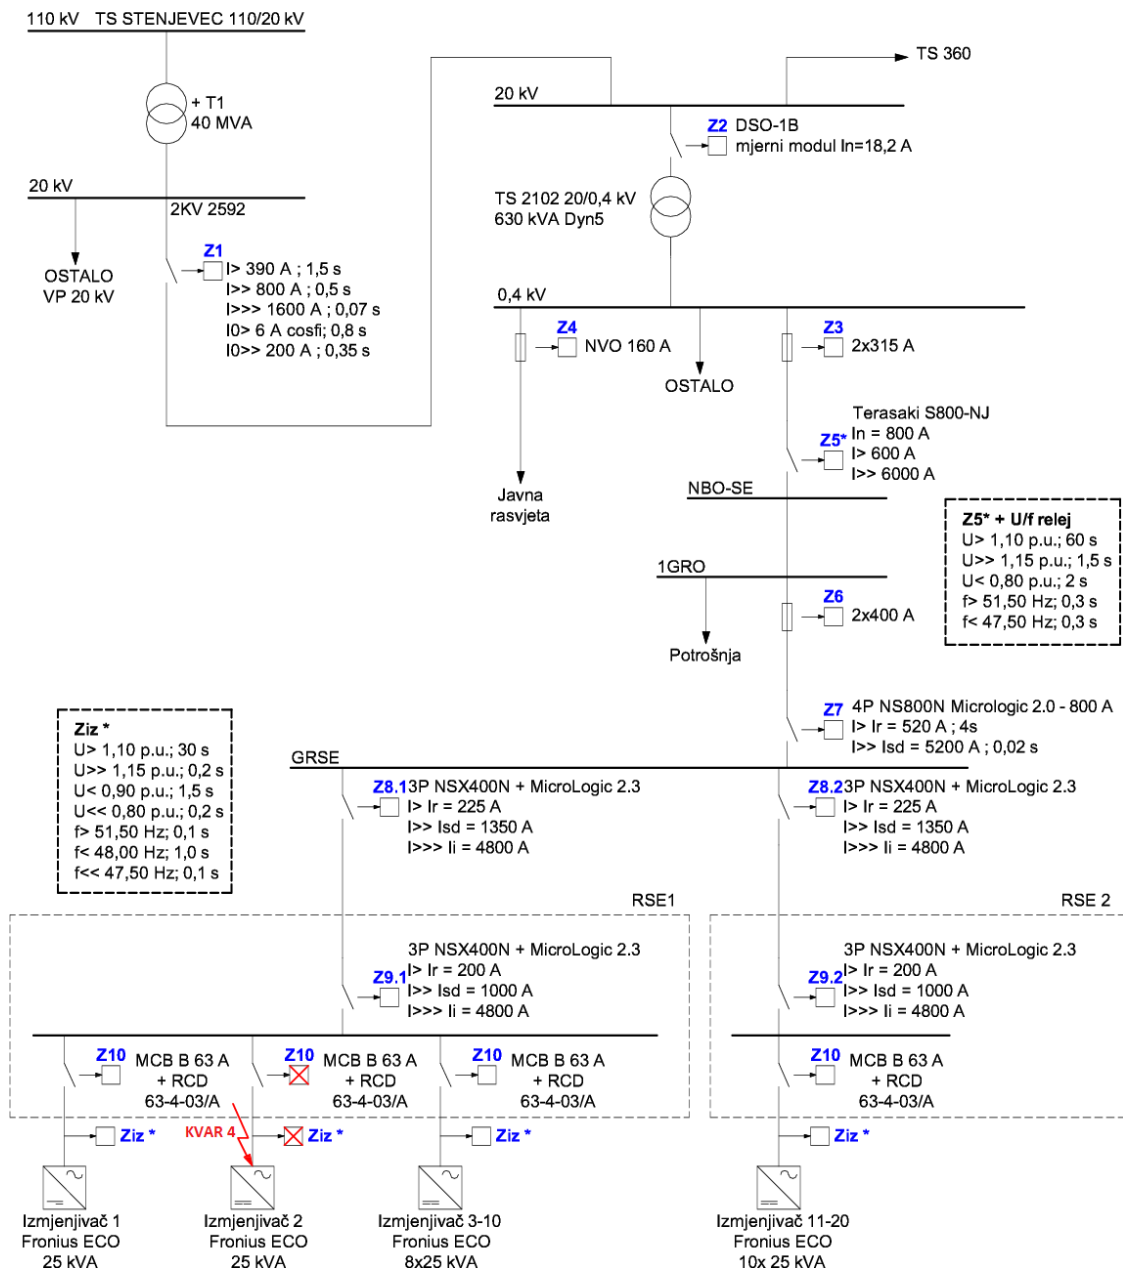 110 kV TS STENJEVEC 110/20 kV
+ T1
40 MVA
20 kV
2KV 2592
OSTALO
VP 20 kV
Z1
I> 390 A ; 1,5 s
I>> 800 A ; 0,5 s
I>>> 1600 A ; 0,07 s
I0> 6 A cosfi; 0,8 s
I0>> 200 A ; 0,35 s
TS 360
20 kV
Z2 DSO-1B
mjerni modul In=18,2 A
TS 2102 20/0,4 kV
630 kVA Dyn5
0,4 kV
Z4
NVO 160 A
Javna
rasvjeta
OSTALO
Z3
2x315 A
Terasaki S800-NJ
Z5* In = 800 A
I> 600 A
I>> 6000 A
NBO-SE
Z5* + U/f relej
U> 1,10 p.u.; 60 s
U>> 1,15 p.u.; 1,5 s
U< 0,80 p.u.; 2 s
f> 51,50 Hz; 0,3 s
f< 47,50 Hz; 0,3 s
1GRO
Potrošnja
Z6
2x400 A
Z7 4P NS800N Micrologic 2.0 - 800 A
I> Ir = 520 A ; 4s
I>> Isd = 5200 A ; 0,02 s
GRSE
Ziz *
U> 1,10 p.u.; 30 s
U>> 1,15 p.u.; 0,2 s
U< 0,90 p.u.; 1,5 s
U<< 0,80 p.u.; 0,2 s
f> 51,50 Hz; 0,1 s
f< 48,00 Hz; 1,0 s
f<< 47,50 Hz; 0,1 s
Z8.1 3P NSX400N + MicroLogic 2.3
I> Ir = 225 A
I>> Isd = 1350 A
I>>> Ii = 4800 A
Z8.2 3P NSX400N + MicroLogic 2.3
I> Ir = 225 A
I>> Isd = 1350 A
I>>> Ii = 4800 A
RSE1
RSE 2
3P NSX400N + MicroLogic 2.3
Z9.1 I> Ir = 200 A
I>> Isd = 1000 A
I>>> Ii = 4800 A
3P NSX400N + MicroLogic 2.3
Z9.2 I> Ir = 200 A
I>> Isd = 1000 A
I>>> Ii = 4800 A
Z10 MCB B 63 A
+ RCD
63-4-03/A
Z10 MCB B 63 A
+ RCD
63-4-03/A
Z10 MCB B 63 A
+ RCD
63-4-03/A
Z10 MCB B 63 A
+ RCD
63-4-03/A
Ziz *
KVAR 4
Ziz *
Ziz *
Ziz *
Izmjenjivač 1
Fronius ECO
25 kVA
Izmjenjivač 2
Fronius ECO
25 kVA
Izmjenjivač 3-10
Fronius ECO
8x25 kVA
Izmjenjivač 11-20
Fronius ECO
10x 25 kVA